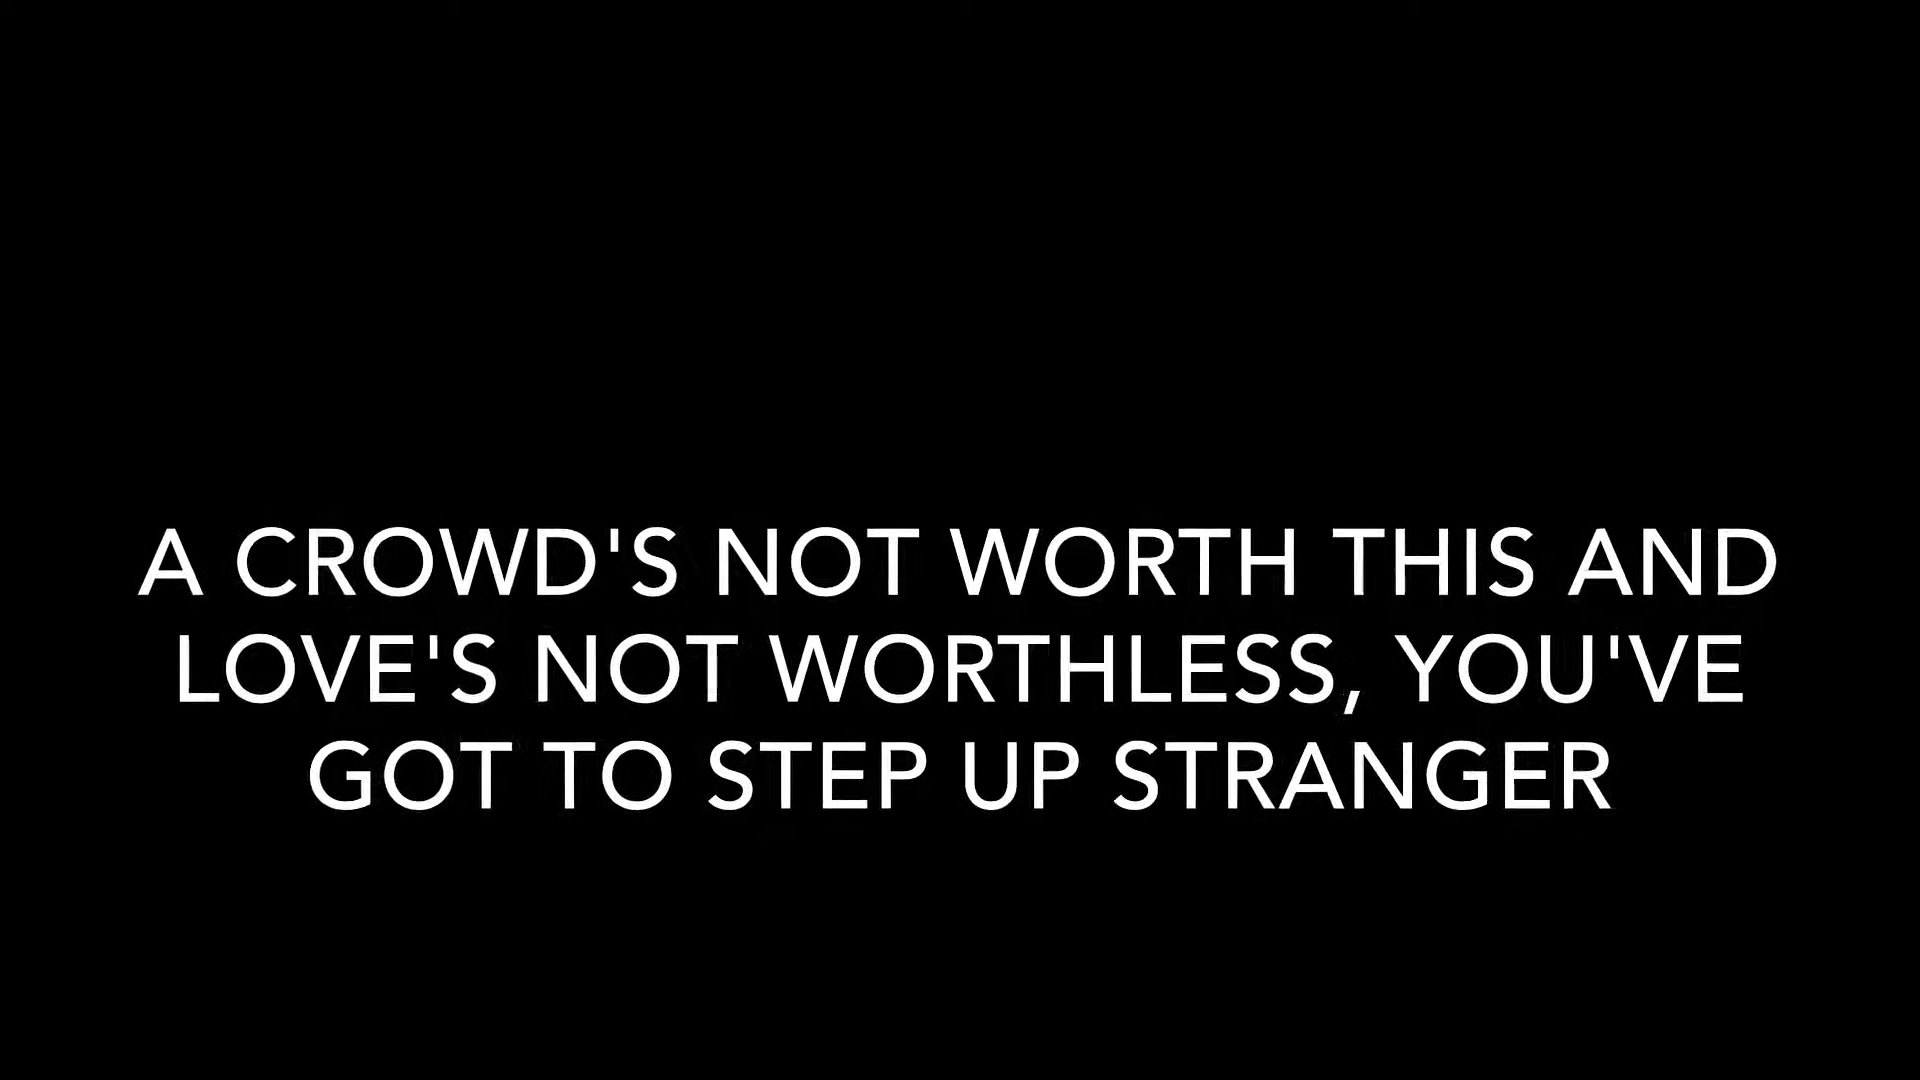 A CROWD'S NOT WORTH THIS AND
LOVE'S NOT WORTHLESS, YOU'VE
GOT TO STEP UP STRANGER